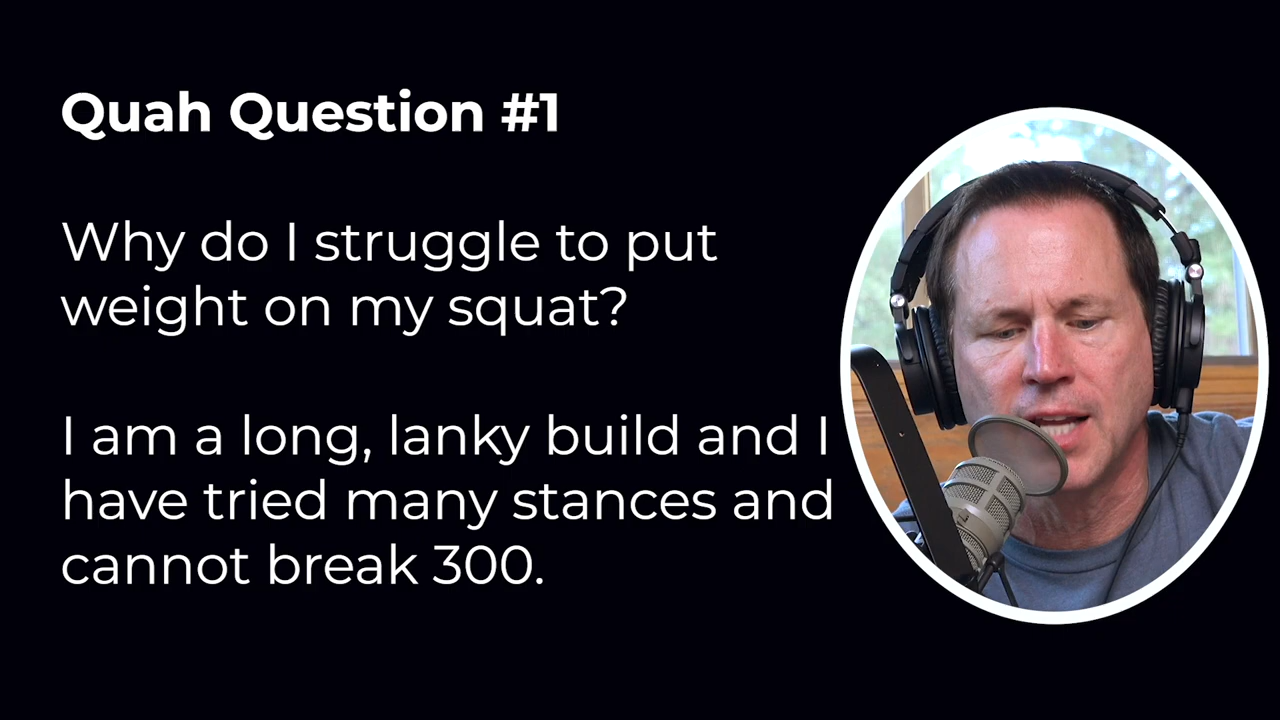 Quah Question #1
Why do I struggle to put
weight on my squat?
I am a long, lanky build and I
have tried many stances and
cannot break 300.